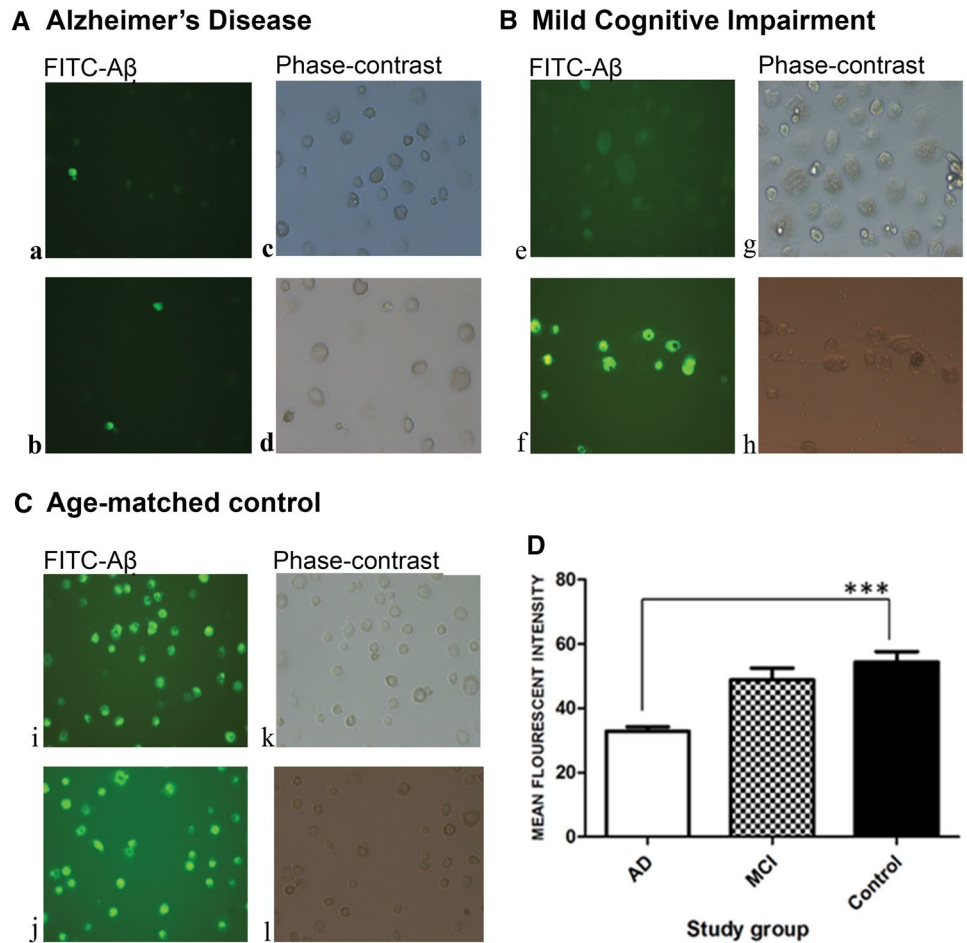 A Alzheimer's Disease
FITC-Aβ
Phase-contrast
a
c
b
d
B Mild Cognitive Impairment
FITC-Aβ
Phase-contrast
e
g
f
h
C Age-matched control
FITC-Aβ
Phase-contrast
i
k
j
l
D
MEAN FLOURESCENT INTENSITY
80
60
40
20
0
***
AD
MCI
Control
Study group